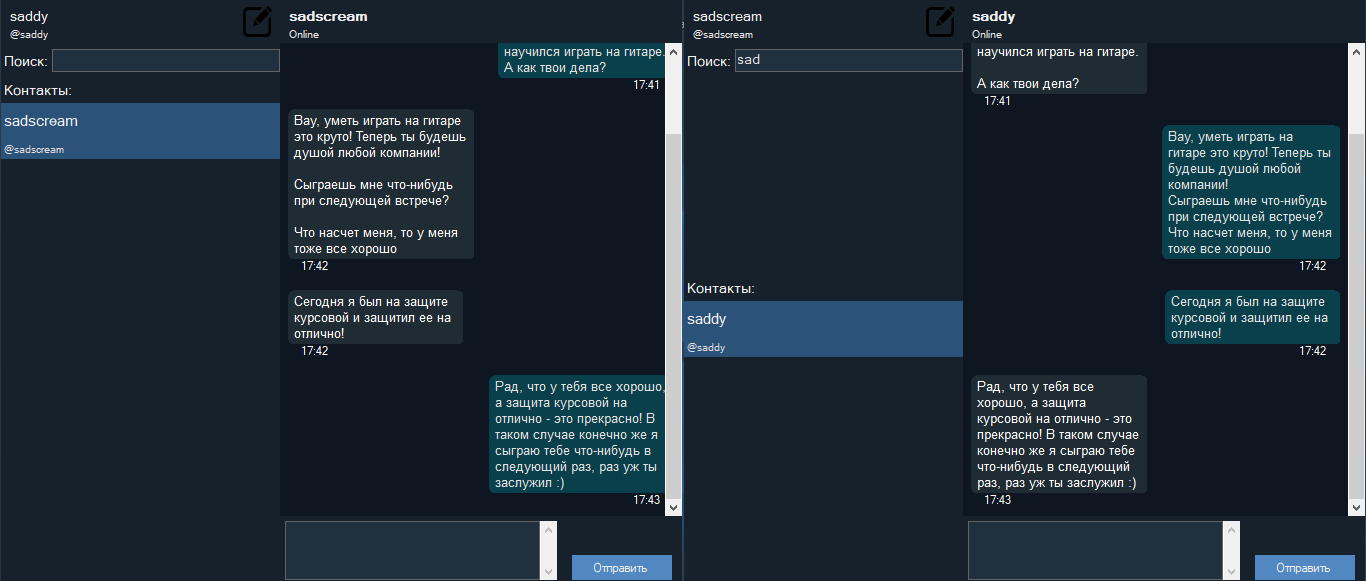 saddy
@saddy
Поиск:
Контакты:
sadscream
@sadscream
sadscream
Online
научился играть на гитаре.
А как твои дела?
17:41
Вау, уметь играть на гитаре
это круто! Теперь ты будешь
душой любой компании!
Сыграешь мне что-нибудь
при следующей встрече?
Что насчет меня, то у меня
тоже все хорошо
17:42
Сегодня я был на защите
курсовой и защитил ее на
отлично!
17:42
Рад, что у тебя все хорошо,
а защита курсовой на
отлично - это прекрасно! В
таком случае конечно же я
сыграю тебе что-нибудь в
следующий раз, раз уж ты
заслужил :)
17:43
Отправить
sadscream
@sadscream
Поиск: sad
Контакты:
saddy
@saddy
saddy
Online
научился играть на гитаре.
А как твои дела?
17:41
Вау, уметь играть на
гитаре это круто! Теперь ты
будешь душой любой
компании!
Сыграешь мне что-нибудь
при следующей встрече?
Что насчет меня, то у меня
тоже все хорошо
17:42
Сегодня я был на защите
курсовой и защитил ее на
отлично!
17:42
Рад, что у тебя все
хорошо, а защита
курсовой на отлично - это
прекрасно! В таком случае
конечно же я сыграю тебе
что-нибудь в следующий
раз, раз уж ты заслужил :)
17:43
Отправить